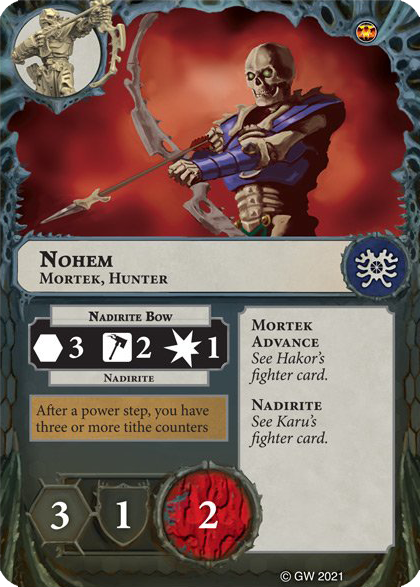 NOHEM
MORTEK, HUNTER
NADIRITE BOW
3 2 1
NADIRITE
After a power step, you have
three or more tithe counters
MORTEK
ADVANCE
See Hakor's
fighter card.
NADIRITE
See Karu's
fighter card.
3 1 2
© GW 2021